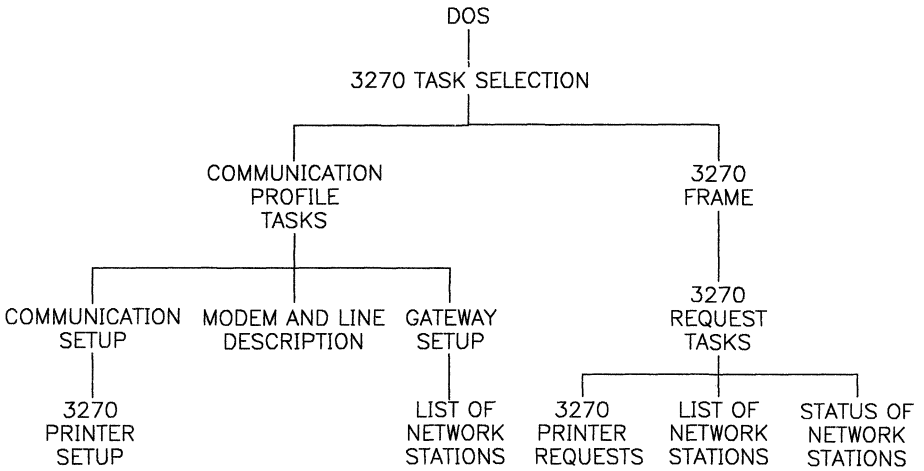 DOS
3270 TASK SELECTION
COMMUNICATION
PROFILE
TASKS
3270
FRAME
COMMUNICATION
SETUP
MODEM AND LINE
DESCRIPTION
GATEWAY
SETUP
3270
REQUEST
TASKS
3270
PRINTER
SETUP
LIST OF
NETWORK
STATIONS
3270
PRINTER
REQUESTS
LIST OF
NETWORK
STATIONS
STATUS OF
NETWORK
STATIONS